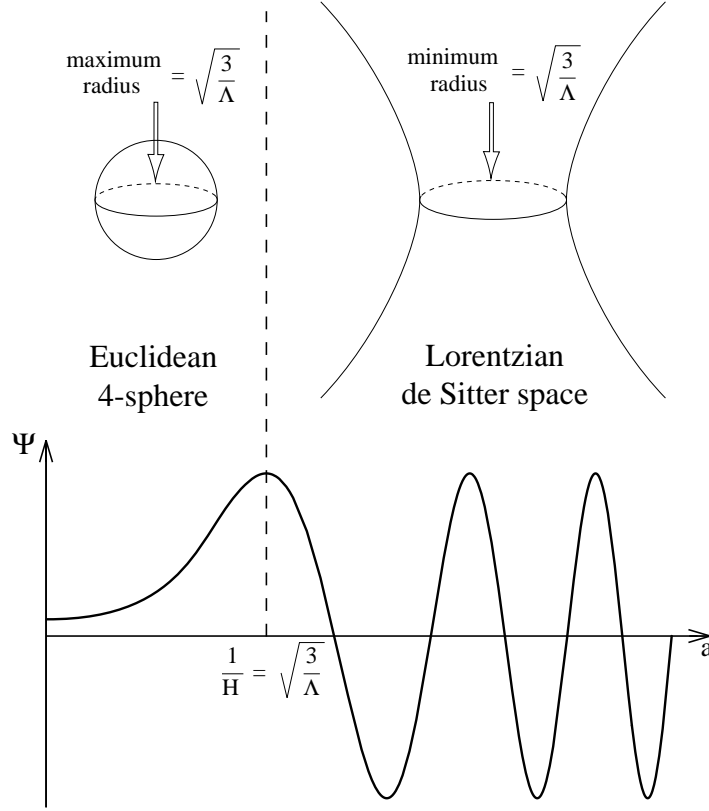 maximum radius = √(3/Λ)
minimum radius = √(3/Λ)
Euclidean
4-sphere
Lorentzian
de Sitter space
Ψ
a
1/H = √(3/Λ)